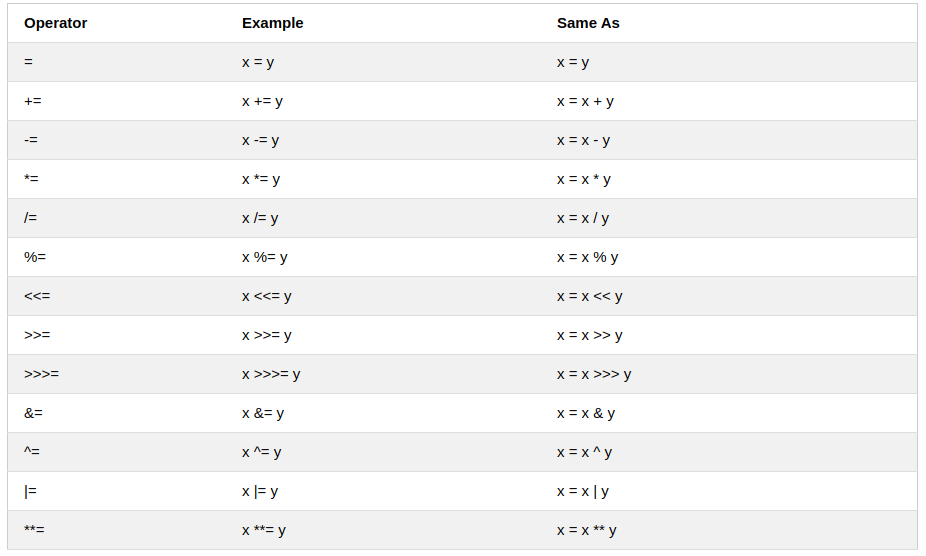 Operator Example Same As
= x = y x = y
+= x += y x = x + y
-= x -= y x = x - y
*= x *= y x = x * y
/= x /= y x = x / y
%= x %= y x = x % y
<<= x <<= y x = x << y
>>= x >>= y x = x >> y
>>>= x >>>= y x = x >>> y
&= x &= y x = x & y
^= x ^= y x = x ^ y
|= x |= y x = x | y
**= x **= y x = x ** y